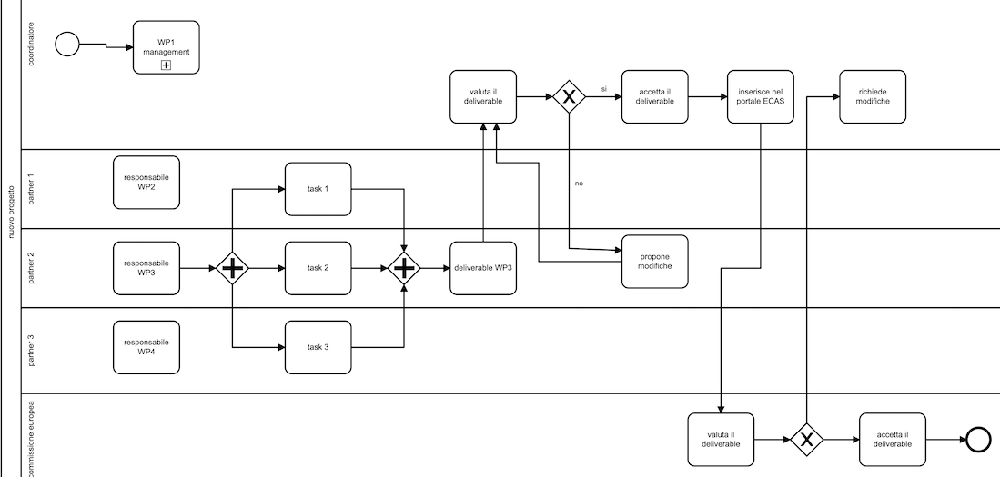 nuovo progetto
coordinatore
WP1
management
valuta il
deliverable
si
accetta il
deliverable
inserisce nel
portale ECAS
richiede
modifiche
partner 1
responsabile
WP2
task 1
no
partner 2
responsabile
WP3
task 2
deliverable WP3
propone
modifiche
partner 3
responsabile
WP4
task 3
ommissione europea
valuta il
deliverable
accetta il
deliverable